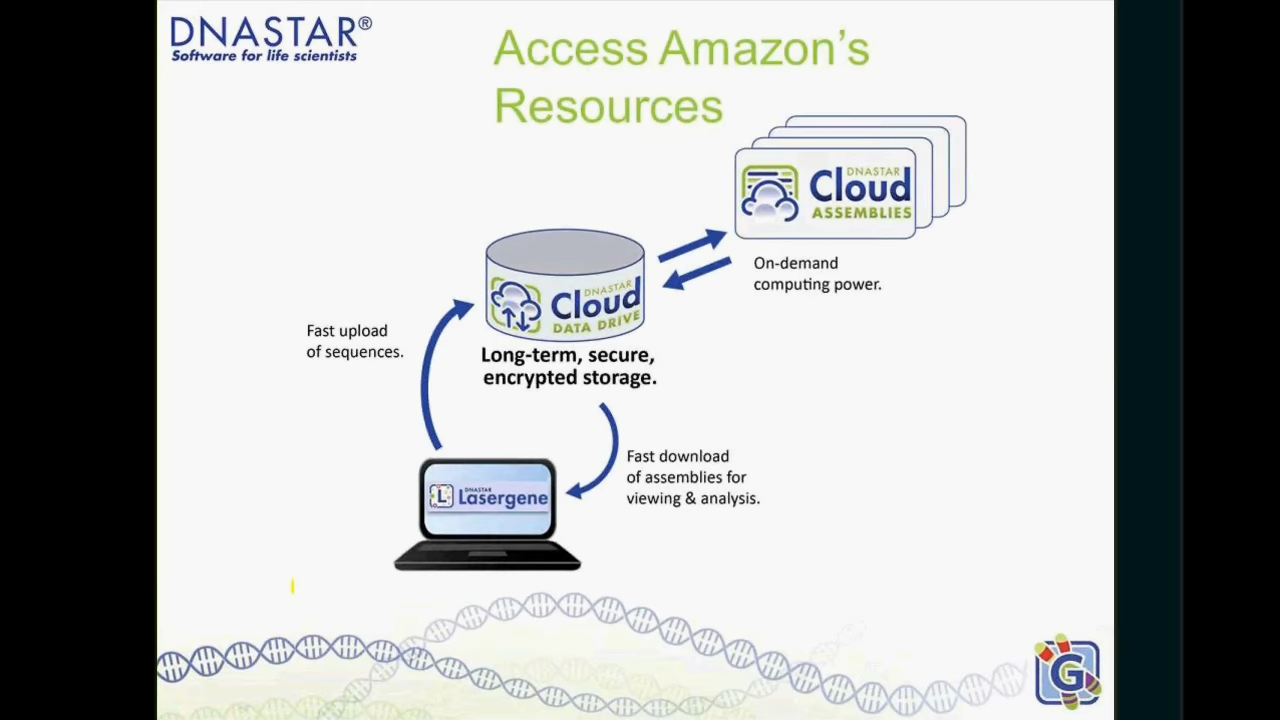 DNASTAR®
Software for life scientists
Access Amazon's
Resources
DNASTAR
Cloud
ASSEMBLIES
On-demand
computing power.
DNASTAR
Cloud
DATA DRIVE
Long-term, secure,
encrypted storage.
Fast upload
of sequences.
Fast download
of assemblies for
viewing & analysis.
L
DNASTAR
Lasergene
G